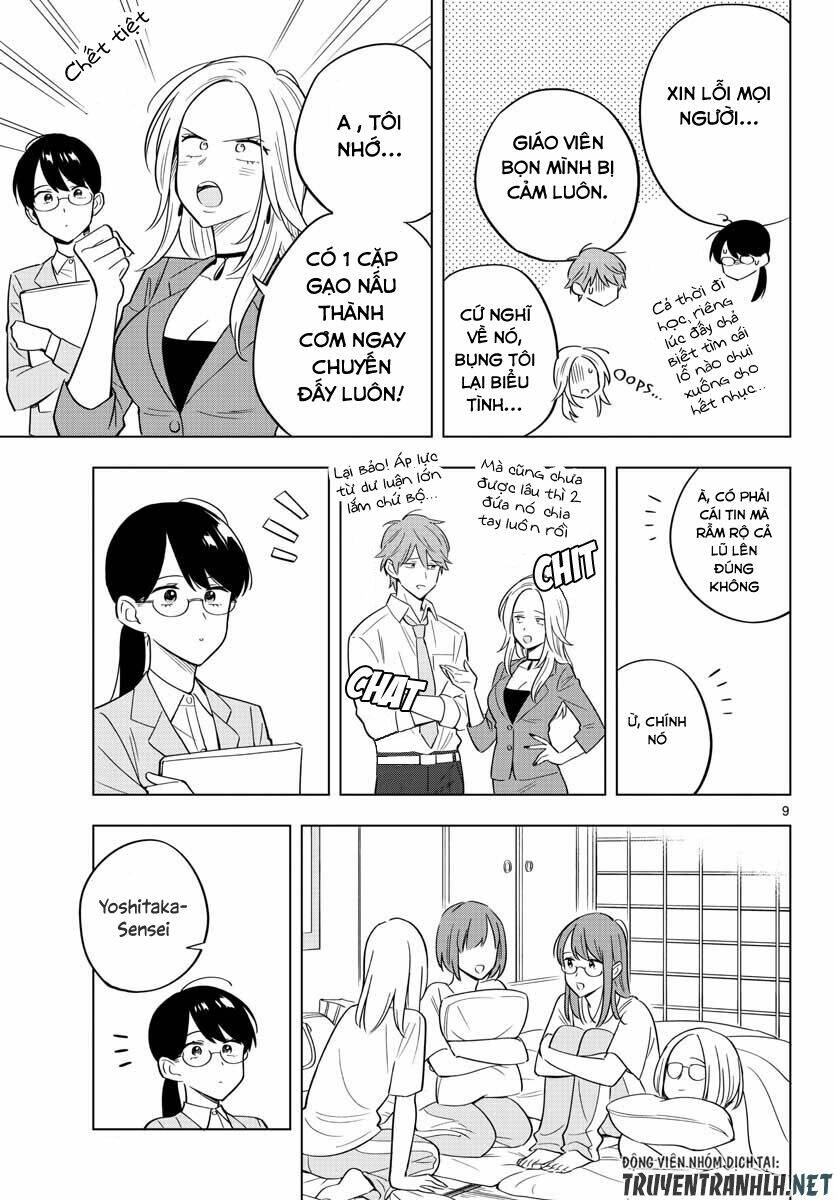 XIN LỖI MỌI
NGƯỜI...
GIÁO VIÊN
BỌN MÌNH BỊ
CẢM LUÔN.
Cả thời đi
học, riêng
lúc đấy chả
biết tìm cái
lỗ nào chui
xuống cho
hết nhục...
CỨ NGHĨ
VỀ NÓ,
BỤNG TÔI
LẠI BIỂU
TÌNH...
OOPS...
Chết tiệt
A , TÔI
NHỚ...
CÓ 1 CẶP
GẠO NẤU
THÀNH
CƠM NGAY
CHUYẾN
ĐẤY LUÔN!
À, CÓ PHẢI
CÁI TIN MÀ
RẦM RỘ CẢ
LŨ LÊN
ĐÚNG
KHÔNG
Ừ, CHÍNH
NÓ
Mà cũng chưa
được lâu thì 2
đứa nó chia
tay luôn rồi
Lại bảo! Áp lực
từ dư luận lớn
lắm chứ bộ...
CHIT
CHAT
9
Yoshitaka-
Sensei
ĐỘNG VIÊN NHÓM DỊCH TẠI:
TRUYENTRANHLH.NET